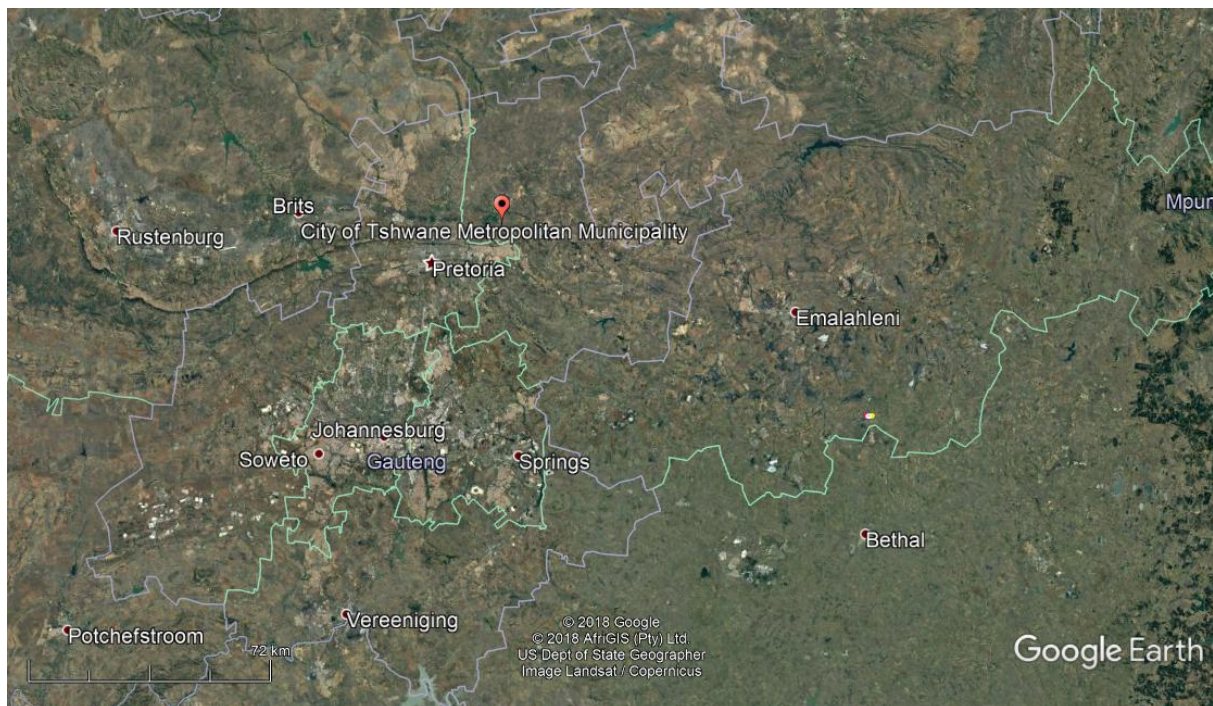 Brits
Mpum
Rustenburg
City of Tshwane Metropolitan Municipality
Pretoria
Emalahleni
Johannesburg
Soweto
Gauteng
Springs
Bethal
Vereeniging
Potchefstroom
72 km
© 2018 Google
© 2018 AfriGIS (Pty) Ltd.
US Dept of State Geographer
Image Landsat / Copernicus
Google Earth